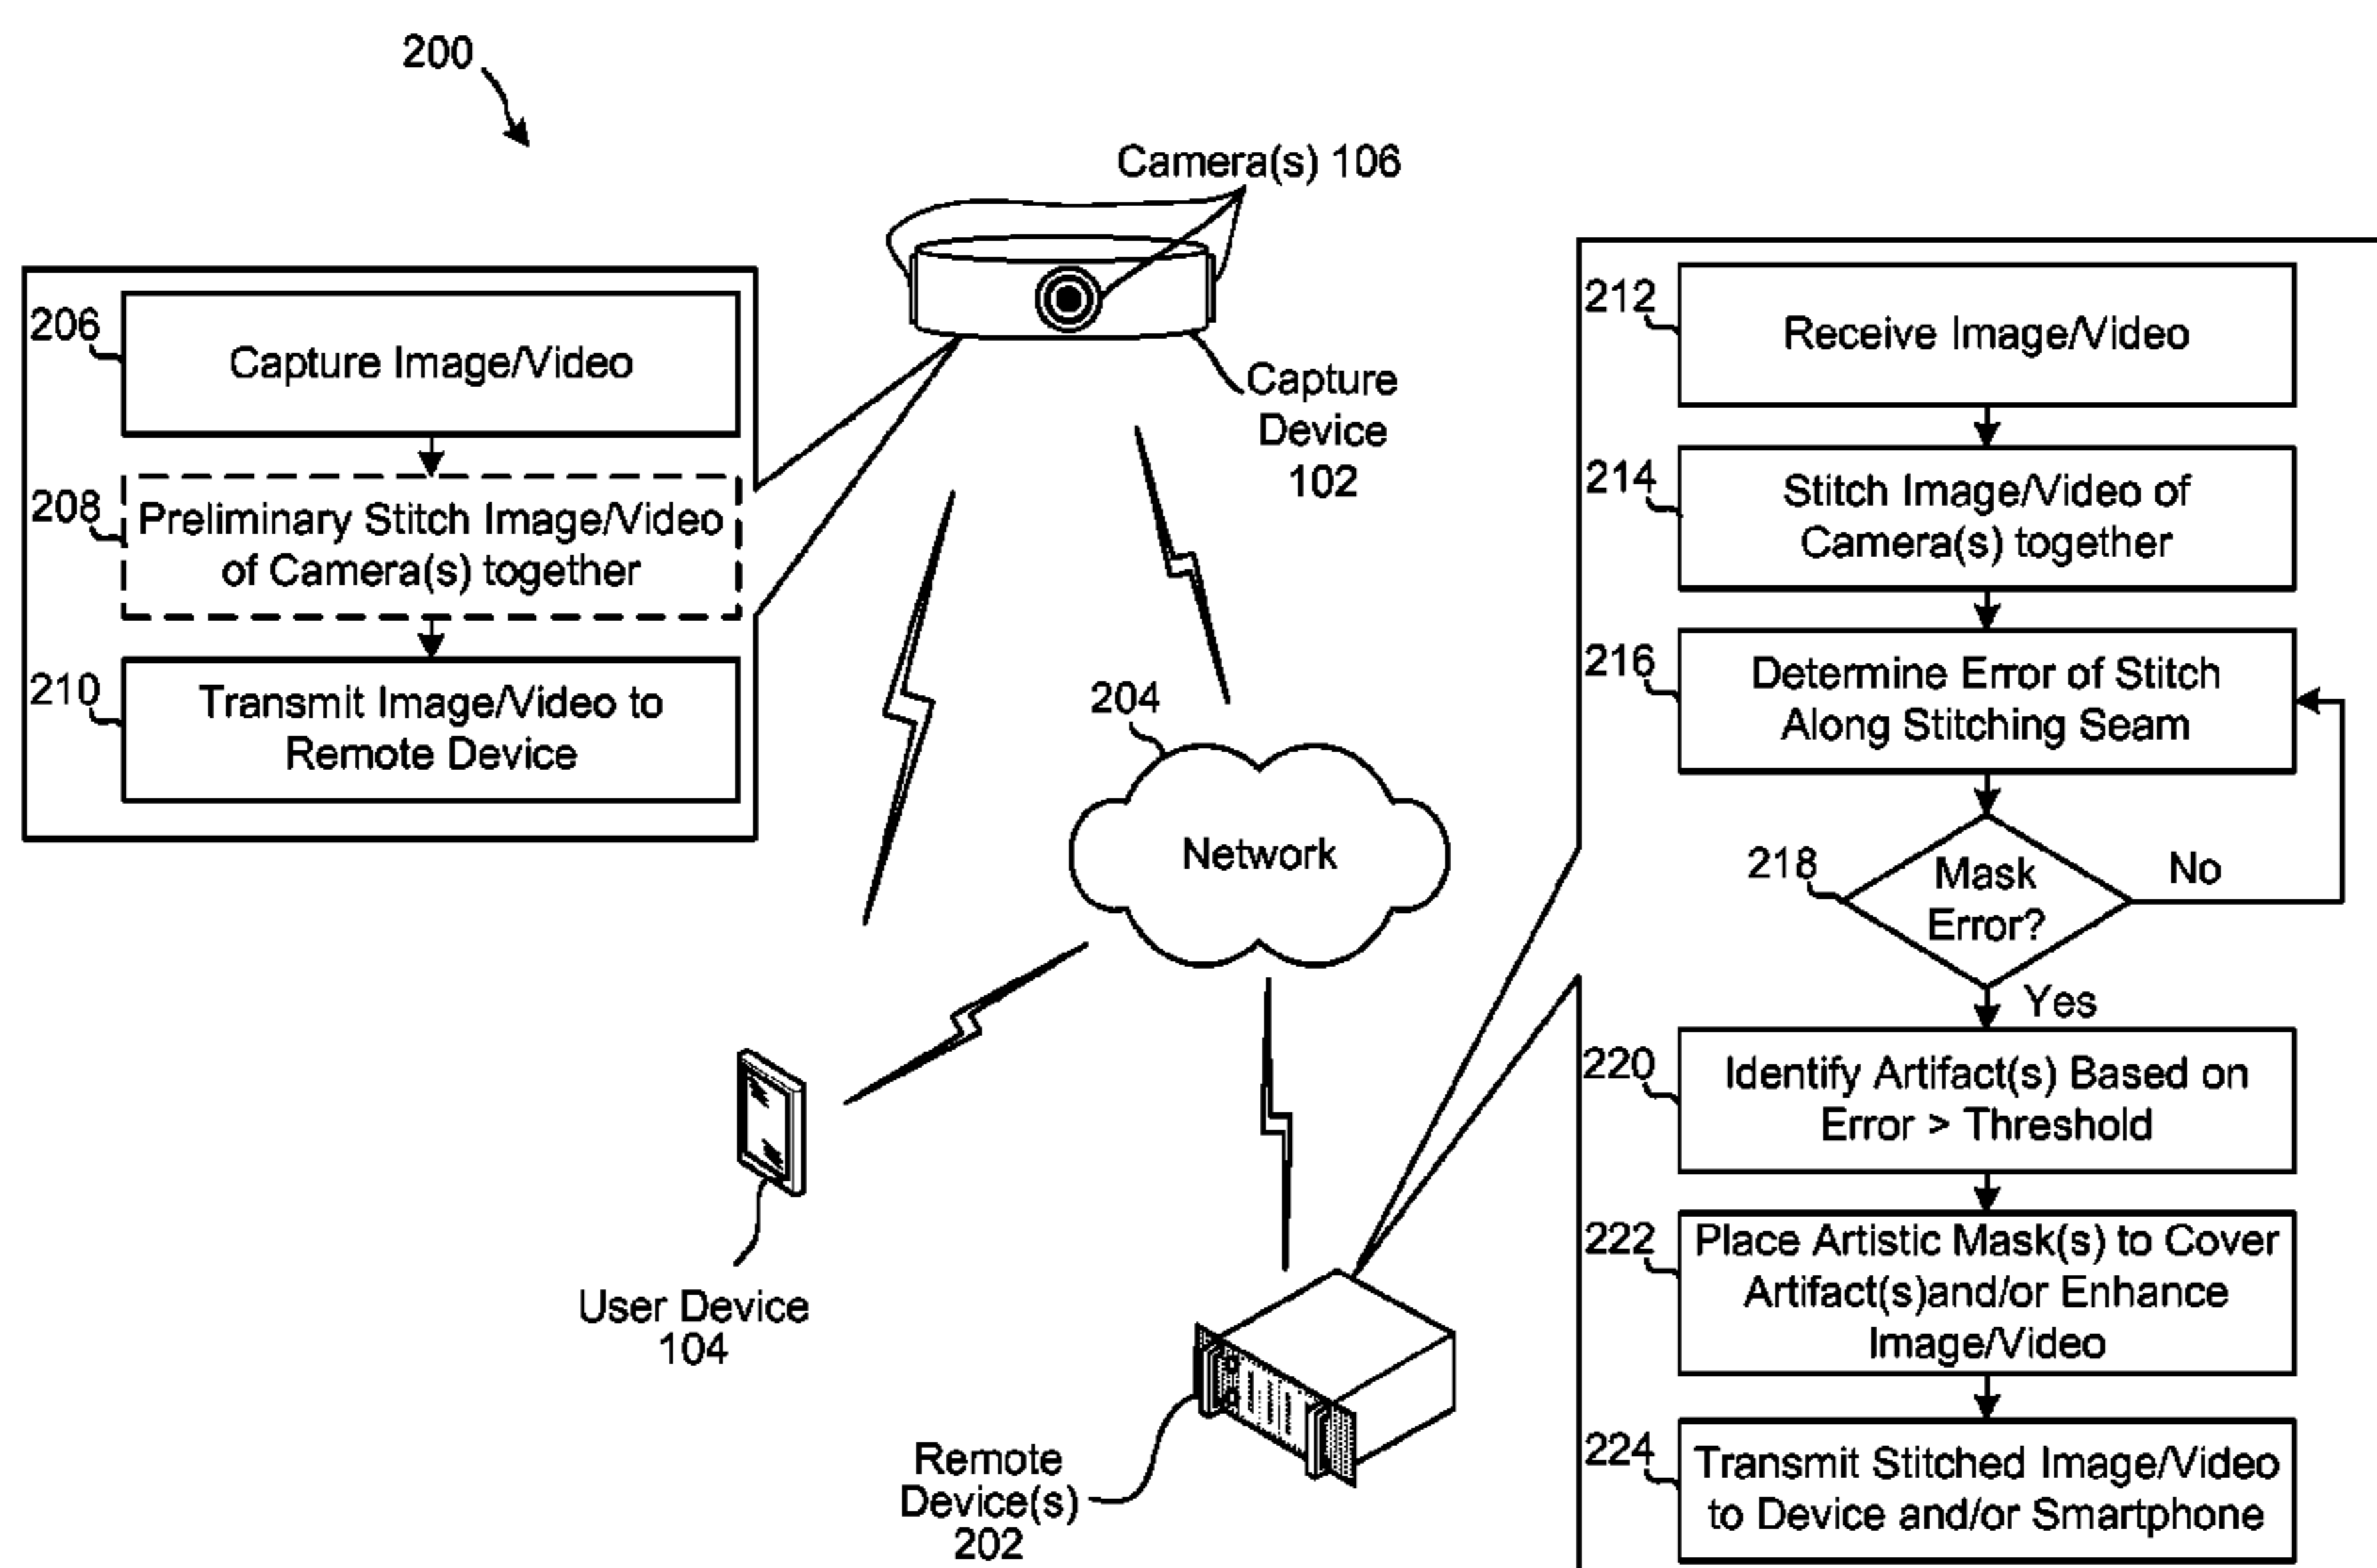 200
Camera(s) 106
Capture
Device
102
206
Capture Image/Video
208
Preliminary Stitch Image/Video
of Camera(s) together
210
Transmit Image/Video to
Remote Device
204
Network
User Device
104
Remote
Device(s)
202
212
Receive Image/Video
214
Stitch Image/Video of
Camera(s) together
216
Determine Error of Stitch
Along Stitching Seam
218
Mask
Error?
No
Yes
220
Identify Artifact(s) Based on
Error > Threshold
222
Place Artistic Mask(s) to Cover
Artifact(s)and/or Enhance
Image/Video
224
Transmit Stitched Image/Video
to Device and/or Smartphone